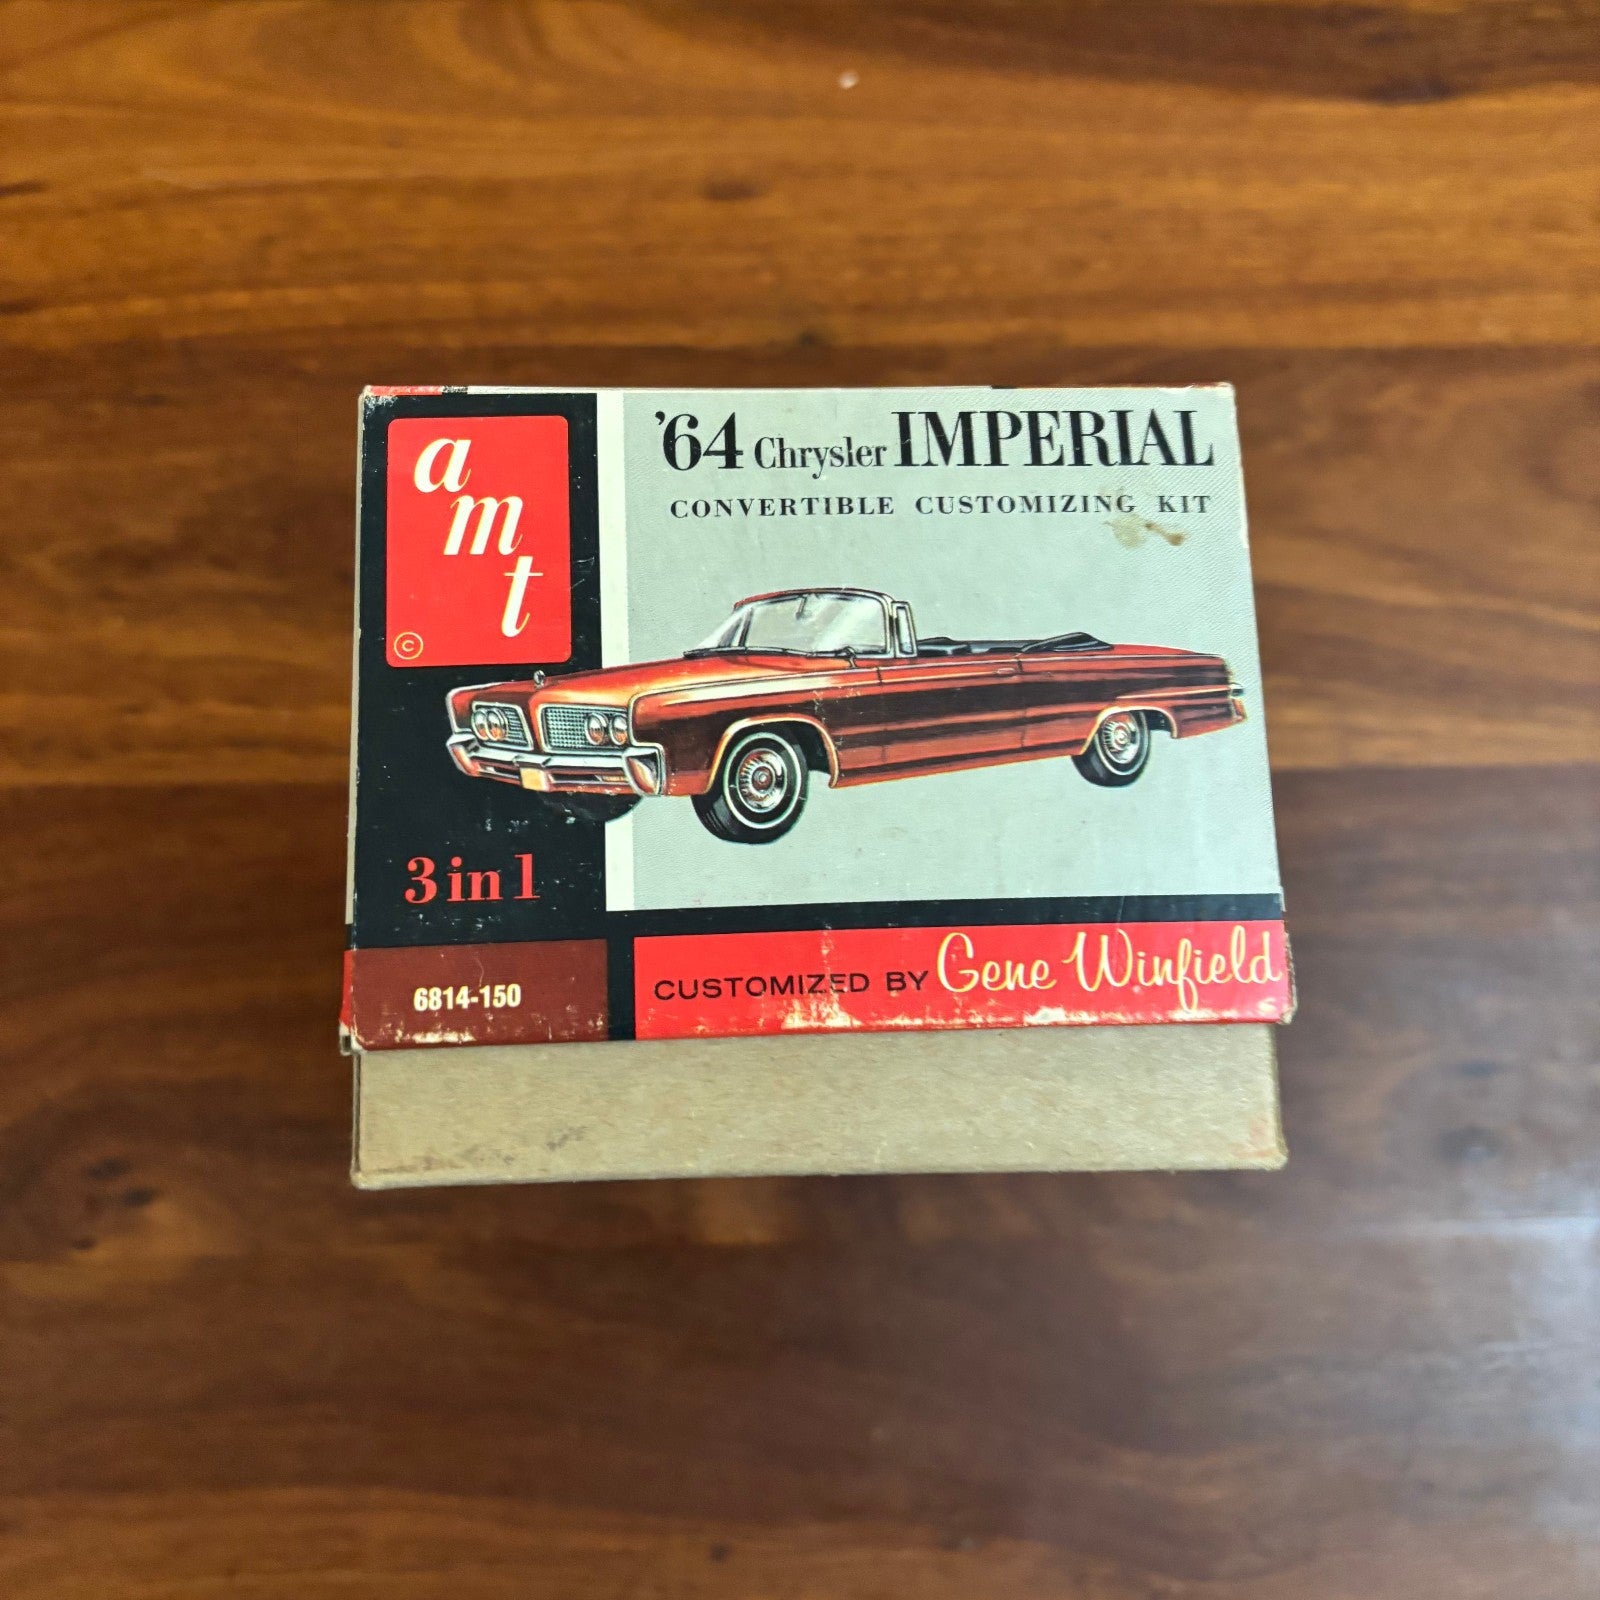 amt
©
'64 Chrysler IMPERIAL
CONVERTIBLE CUSTOMIZING KIT
3 in 1
6814-150
CUSTOMIZED BY Gene Winfield